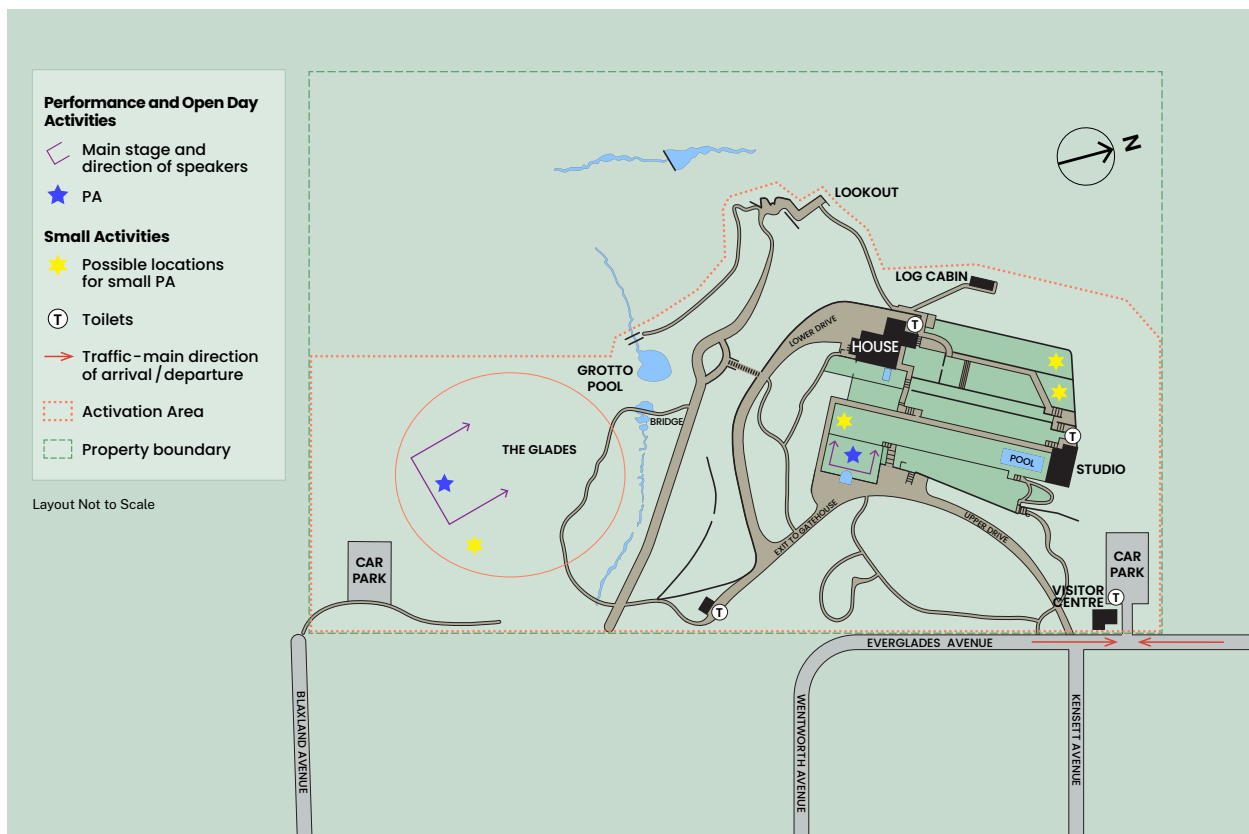 Performance and Open Day
Activities
Main stage and
direction of speakers
PA
Small Activities
Possible locations
for small PA
T
Toilets
Traffic-main direction
of arrival / departure
Activation Area
Property boundary
Layout Not to Scale
N
LOOKOUT
LOG CABIN
T
LOWER DRIVE
HOUSE
GROTTO
POOL
BRIDGE
THE GLADES
T
POOL
STUDIO
EXIT TO GATEHOUSE
UPPER DRIVE
CAR
PARK
CAR
PARK
VISITOR
CENTRE
T
T
EVERGLADES AVENUE
BLAXLAND AVENUE
WENTWORTH AVENUE
KENSETT AVENUE